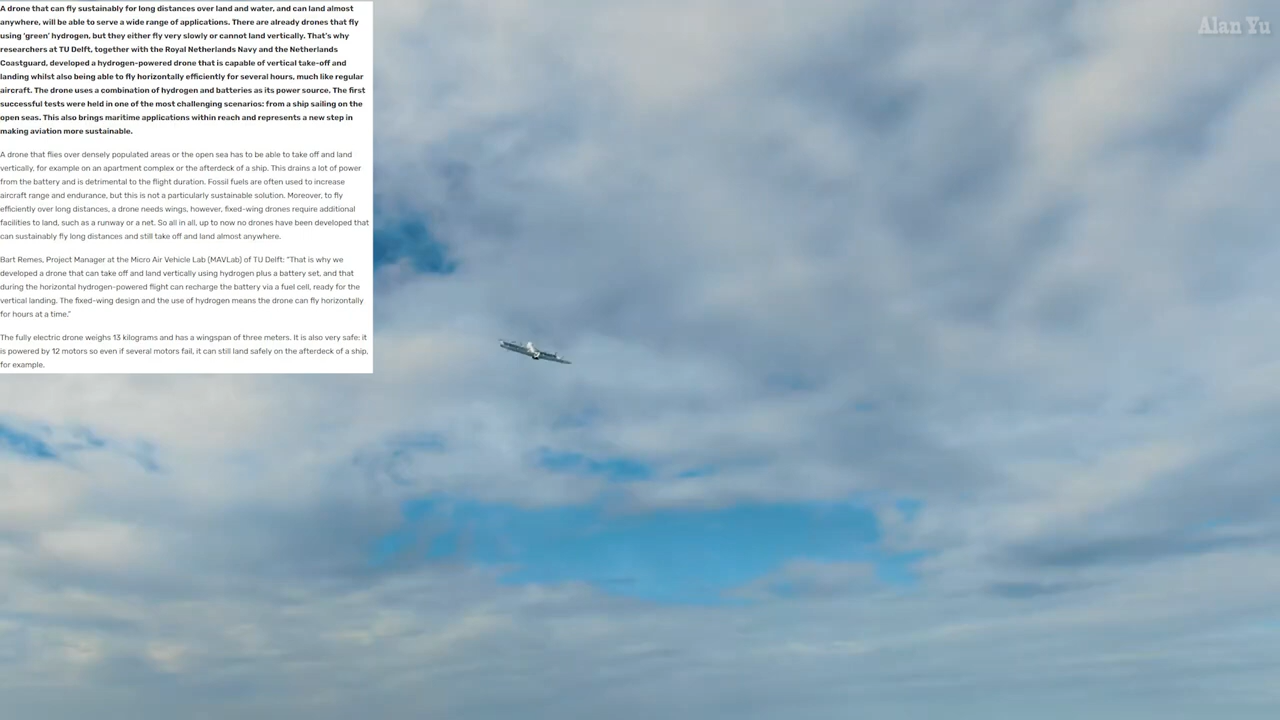 Alan Yu
A drone that can fly sustainably for long distances over land and water, and can land almost
anywhere, will be able to serve a wide range of applications. There are already drones that fly
using 'green' hydrogen, but they either fly very slowly or cannot land vertically. That's why
researchers at TU Delft, together with the Royal Netherlands Navy and the Netherlands
Coastguard, developed a hydrogen-powered drone that is capable of vertical take-off and
landing whilst also being able to fly horizontally efficiently for several hours, much like regular
aircraft. The drone uses a combination of hydrogen and batteries as its power source. The first
successful tests were held in one of the most challenging scenarios: from a ship sailing on the
open seas. This also brings maritime applications within reach and represents a new step in
making aviation more sustainable.
A drone that flies over densely populated areas or the open sea has to be able to take off and land
vertically, for example on an apartment complex or the afterdeck of a ship. This drains a lot of power
from the battery and is detrimental to the flight duration. Fossil fuels are often used to increase
aircraft range and endurance, but this is not a particularly sustainable solution. Moreover, to fly
efficiently over long distances, a drone needs wings, however, fixed-wing drones require additional
facilities to land, such as a runway or a net. So all in all, up to now no drones have been developed that
can sustainably fly long distances and still take off and land almost anywhere.
Bart Remes, Project Manager at the Micro Air Vehicle Lab (MAVLab) of TU Delft: "That is why we
developed a drone that can take off and land vertically using hydrogen plus a battery set, and that
during the horizontal hydrogen-powered flight can recharge the battery via a fuel cell, ready for the
vertical landing. The fixed-wing design and the use of hydrogen means the drone can fly horizontally
for hours at a time."
The fully electric drone weighs 13 kilograms and has a wingspan of three meters. It is also very safe: it
is powered by 12 motors so even if several motors fail, it can still land safely on the afterdeck of a ship,
for example.